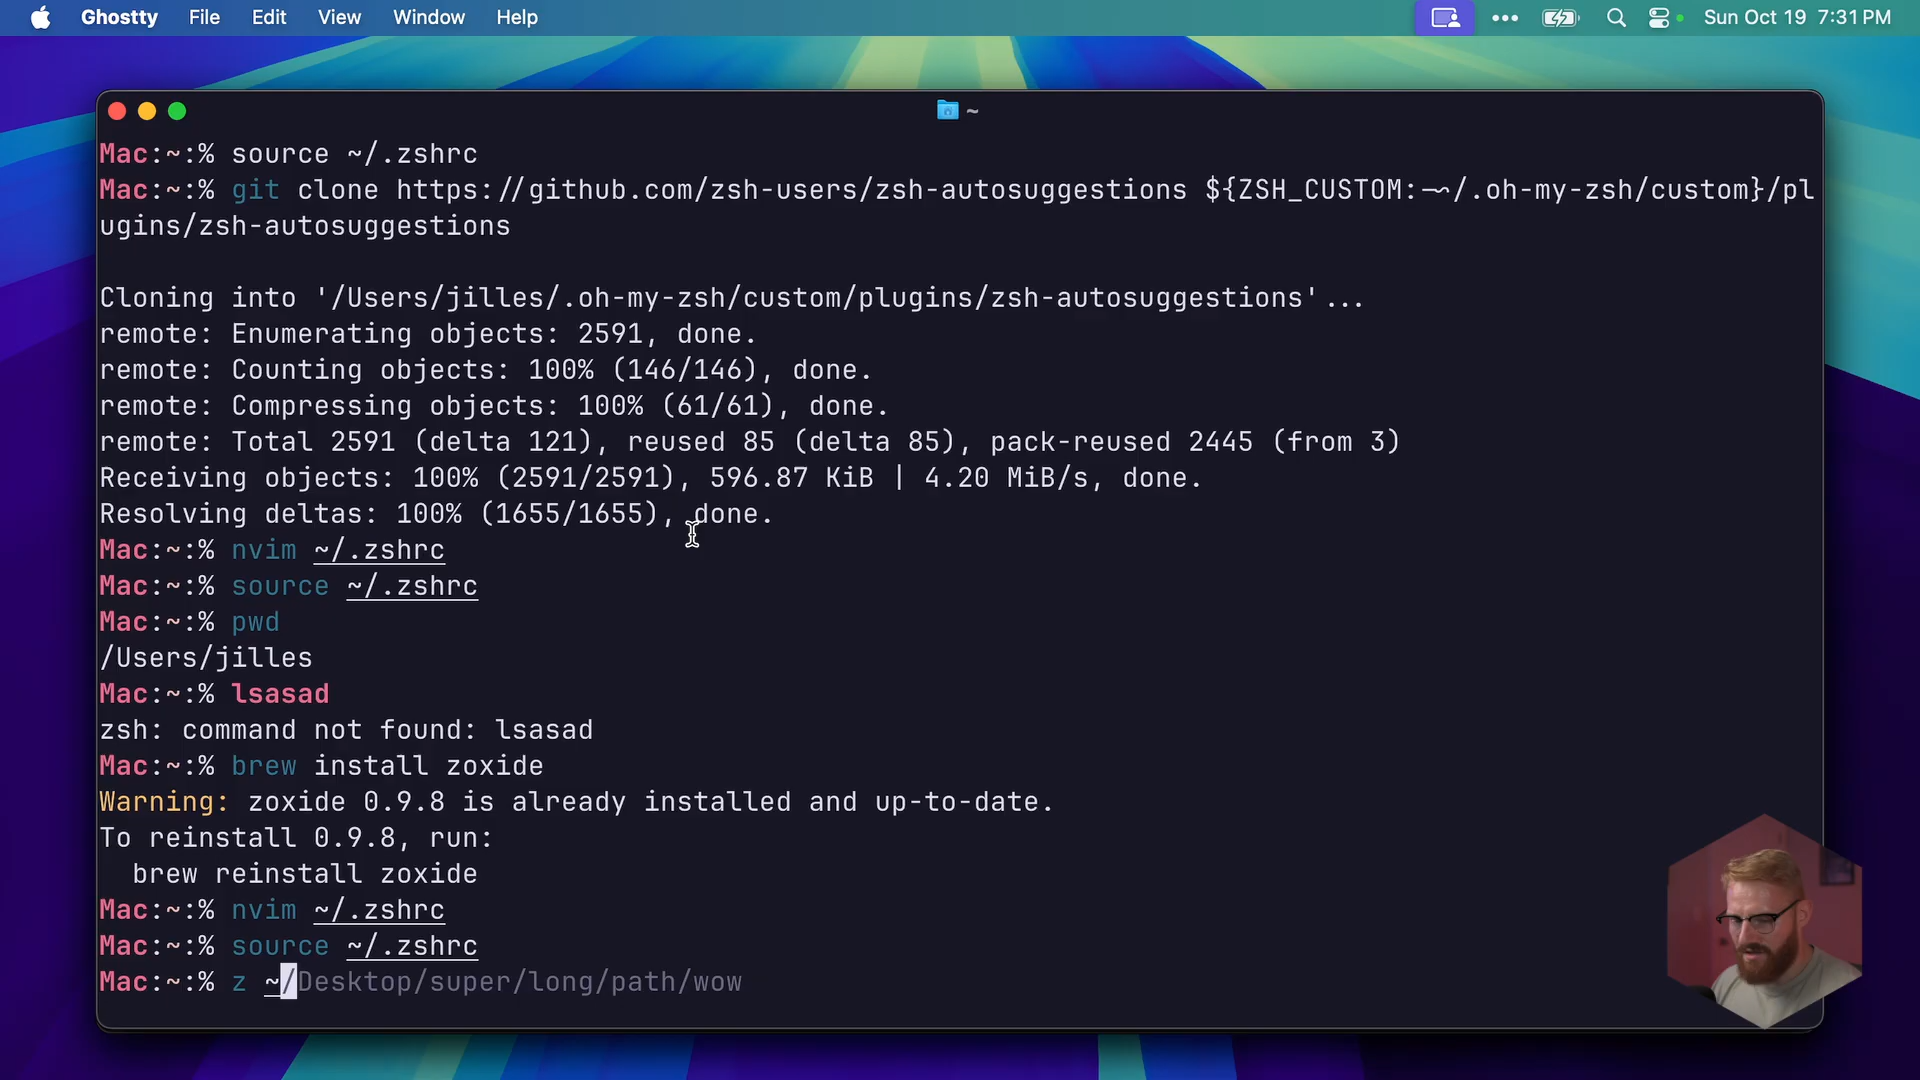 Ghostty File Edit View Window Help
Sun Oct 19 7:31 PM
~
Mac:~:% source ~/.zshrc
Mac:~:% git clone https://github.com/zsh-users/zsh-autosuggestions ${ZSH_CUSTOM:-~/.oh-my-zsh/custom}/pl
ugins/zsh-autosuggestions
Cloning into '/Users/jilles/.oh-my-zsh/custom/plugins/zsh-autosuggestions'...
remote: Enumerating objects: 2591, done.
remote: Counting objects: 100% (146/146), done.
remote: Compressing objects: 100% (61/61), done.
remote: Total 2591 (delta 121), reused 85 (delta 85), pack-reused 2445 (from 3)
Receiving objects: 100% (2591/2591), 596.87 KiB | 4.20 MiB/s, done.
Resolving deltas: 100% (1655/1655), done.
Mac:~:% nvim ~/.zshrc
Mac:~:% source ~/.zshrc
Mac:~:% pwd
/Users/jilles
Mac:~:% lsasad
zsh: command not found: lsasad
Mac:~:% brew install zoxide
Warning: zoxide 0.9.8 is already installed and up-to-date.
To reinstall 0.9.8, run:
  brew reinstall zoxide
Mac:~:% nvim ~/.zshrc
Mac:~:% source ~/.zshrc
Mac:~:% z ~/Desktop/super/long/path/wow